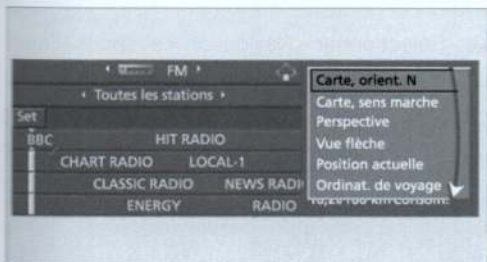 FM
Toutes les stations
Set
BBC HIT RADIO
CHART RADIO LOCAL-1
CLASSIC RADIO NEWS
ENERGY RADIO
Carte, orient. N
Carte, sens marche
Perspective
Vue flèche
Position actuelle
Ordinat. de voyage